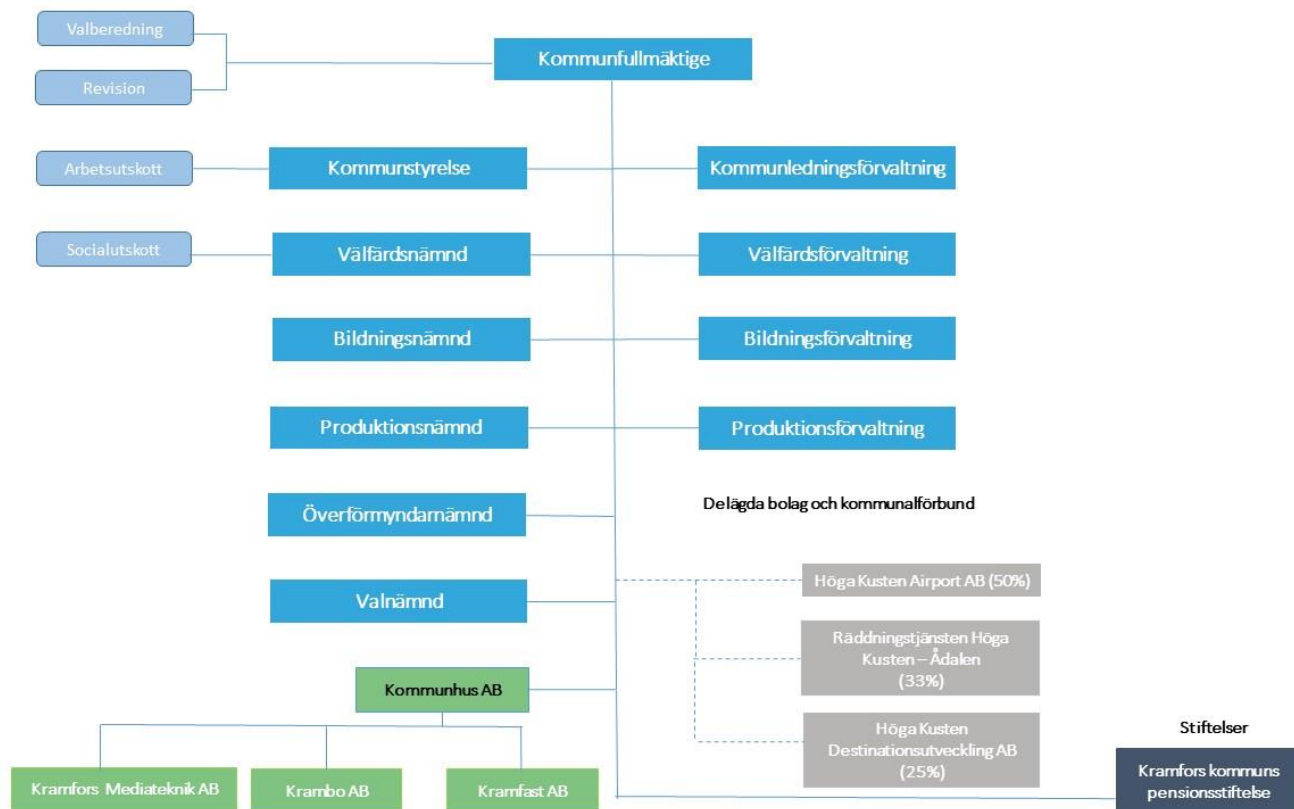 Valberedning
Kommunfullmäktige
Revision
Arbetsutskott
Kommunstyrelse
Kommunledningsförvaltning
Socialutskott
Välfärdsnämnd
Välfärdsförvaltning
Bildningsnämnd
Bildningsförvaltning
Produktionsnämnd
Produktionsförvaltning
Överförmyndarnämnd
Delägda bolag och kommunalförbund
Valnämnd
Höga Kusten Airport AB (50%)
Räddningstjänsten Höga
Kusten – Ådalen
(33%)
Kommunhus AB
Höga Kusten
Destinationsutveckling AB
(25%)
Stiftelser
Kramfors Mediateknik AB
Krambo AB
Kramfast AB
Kramfors kommuns
pensionsstiftelse